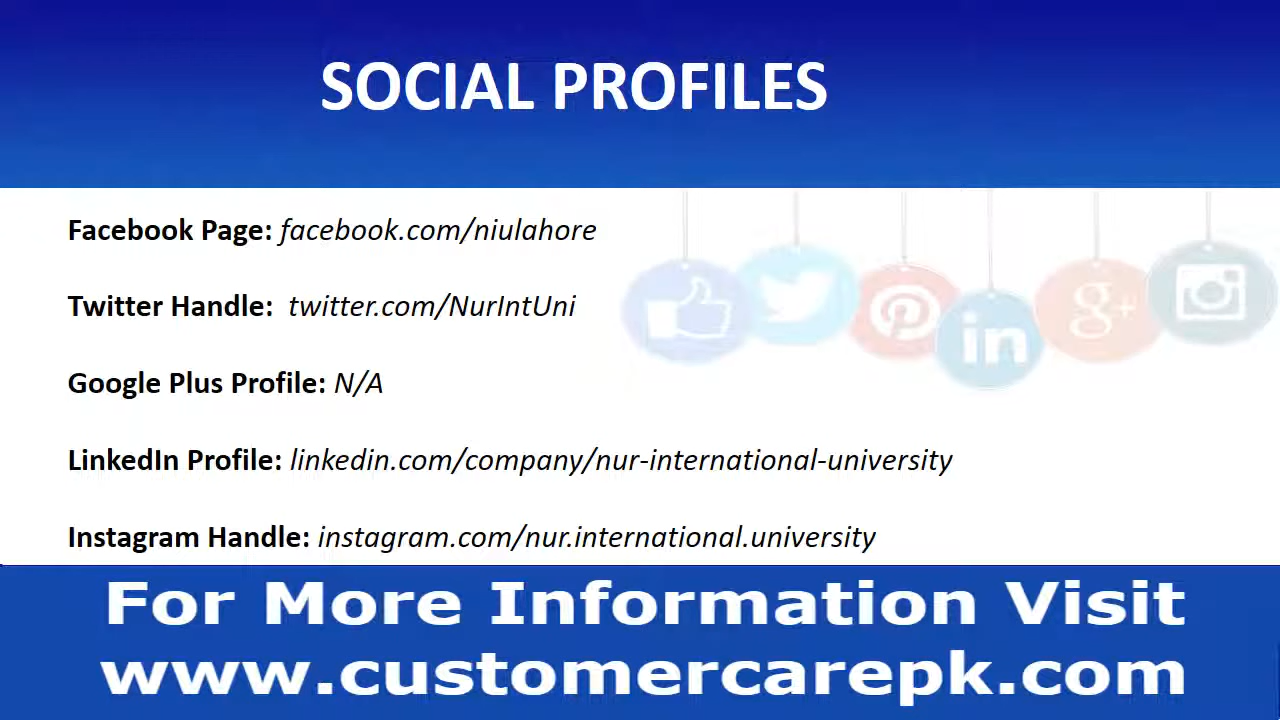 SOCIAL PROFILES
Facebook Page: facebook.com/niulahore
Twitter Handle: twitter.com/NurIntUni
Google Plus Profile: N/A
LinkedIn Profile: linkedin.com/company/nur-international-university
Instagram Handle: instagram.com/nur.international.university
in
g+
For More Information Visit
www.customercarepk.com